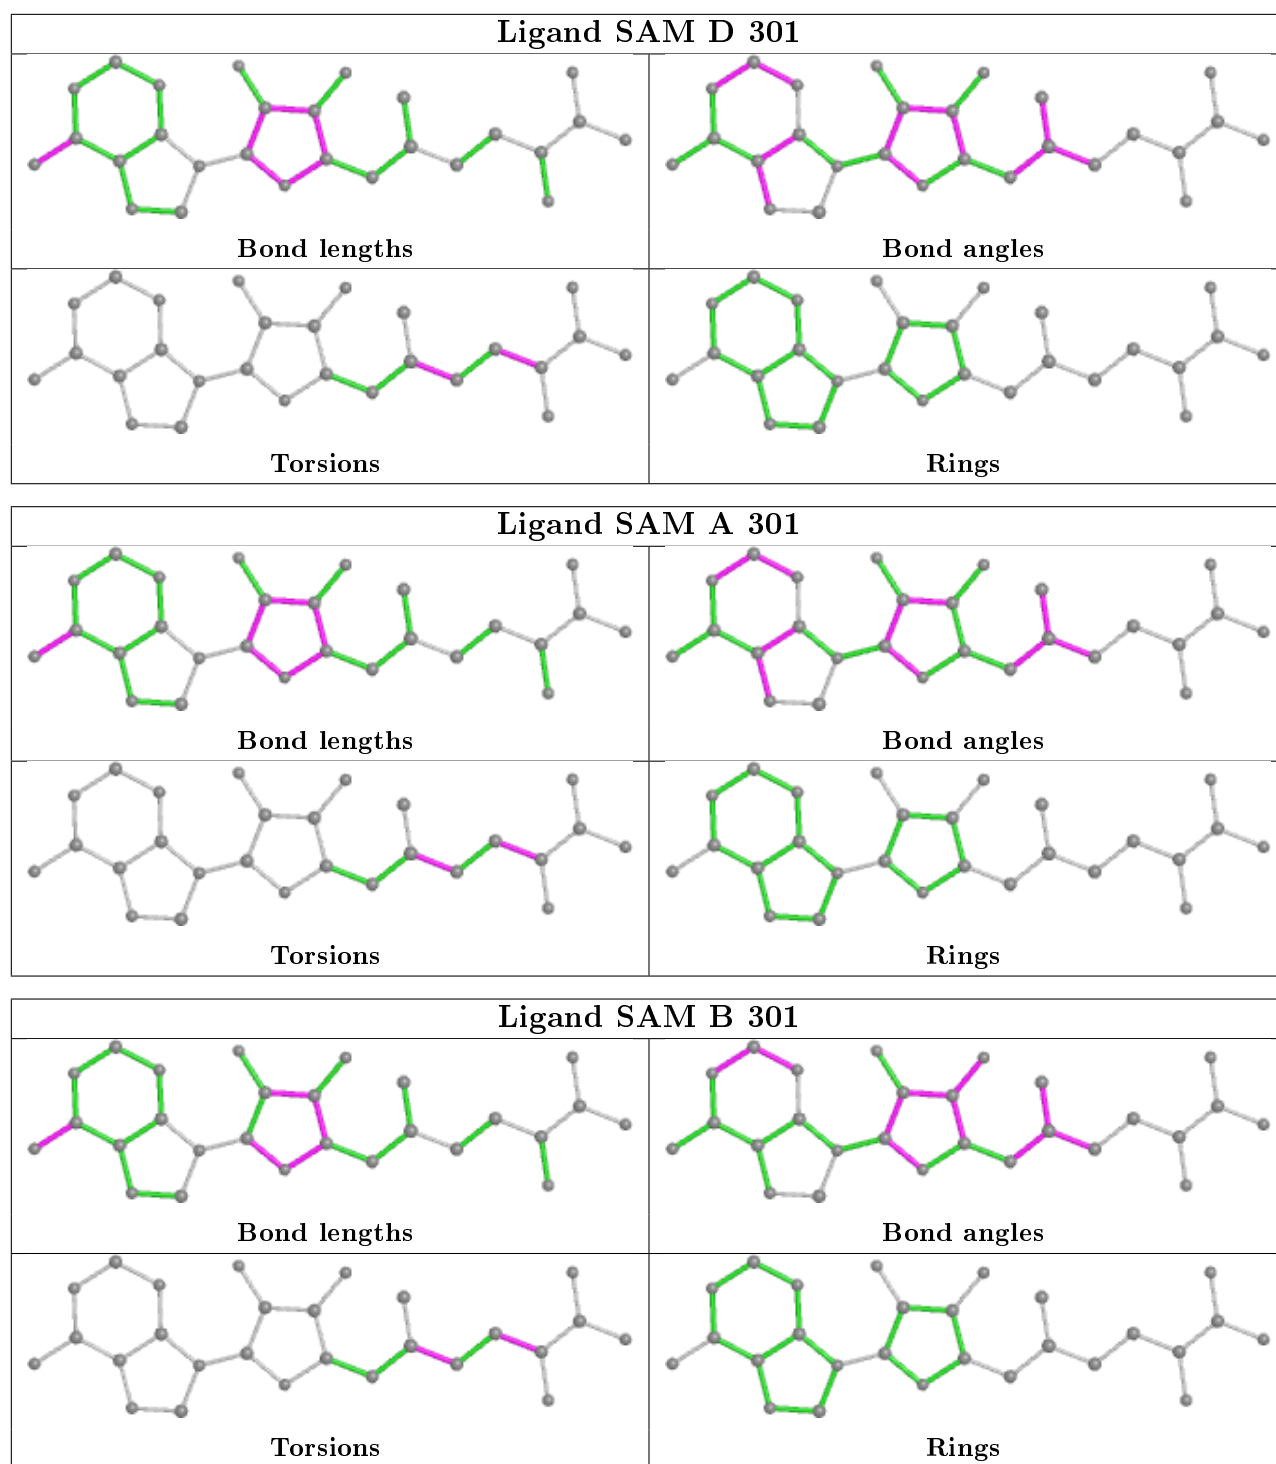 Ligand SAM D 301
Bond lengths
Bond angles
Torsions
Rings
Ligand SAM A 301
Bond lengths
Bond angles
Torsions
Rings
Ligand SAM B 301
Bond lengths
Bond angles
Torsions
Rings